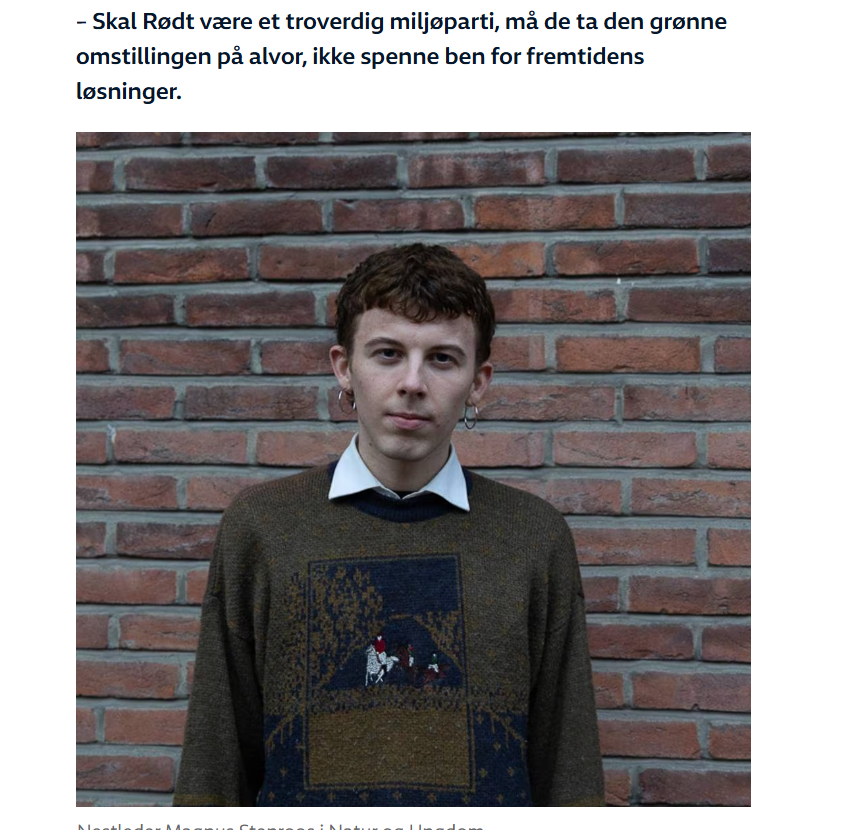 – Skal Rødt være et troverdig miljøparti, må de ta den grønne
omstillingen på alvor, ikke spenne ben for fremtidens
løsninger.
Nestleder Magnus i Natur og Ungdom